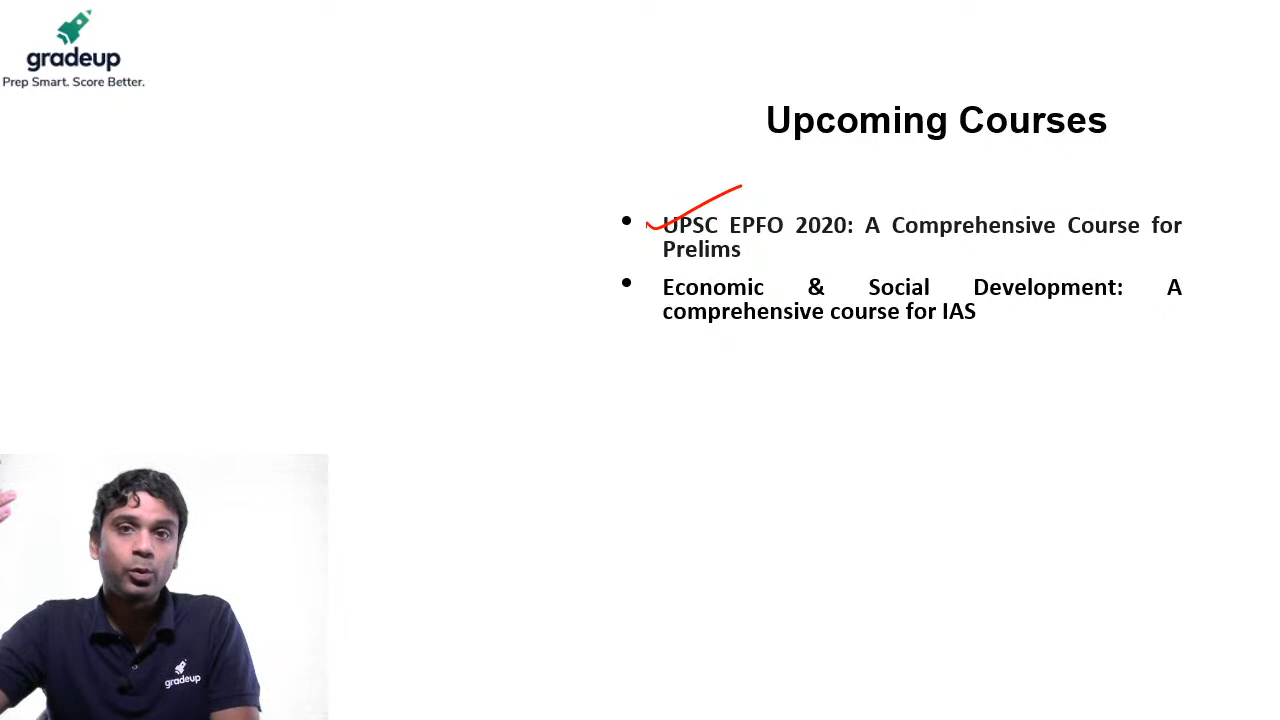 gradeup
Prep Smart. Score Better.
Upcoming Courses
• UPSC EPFO 2020: A Comprehensive Course for
Prelims
• Economic & Social Development: A
comprehensive course for IAS
gradeup